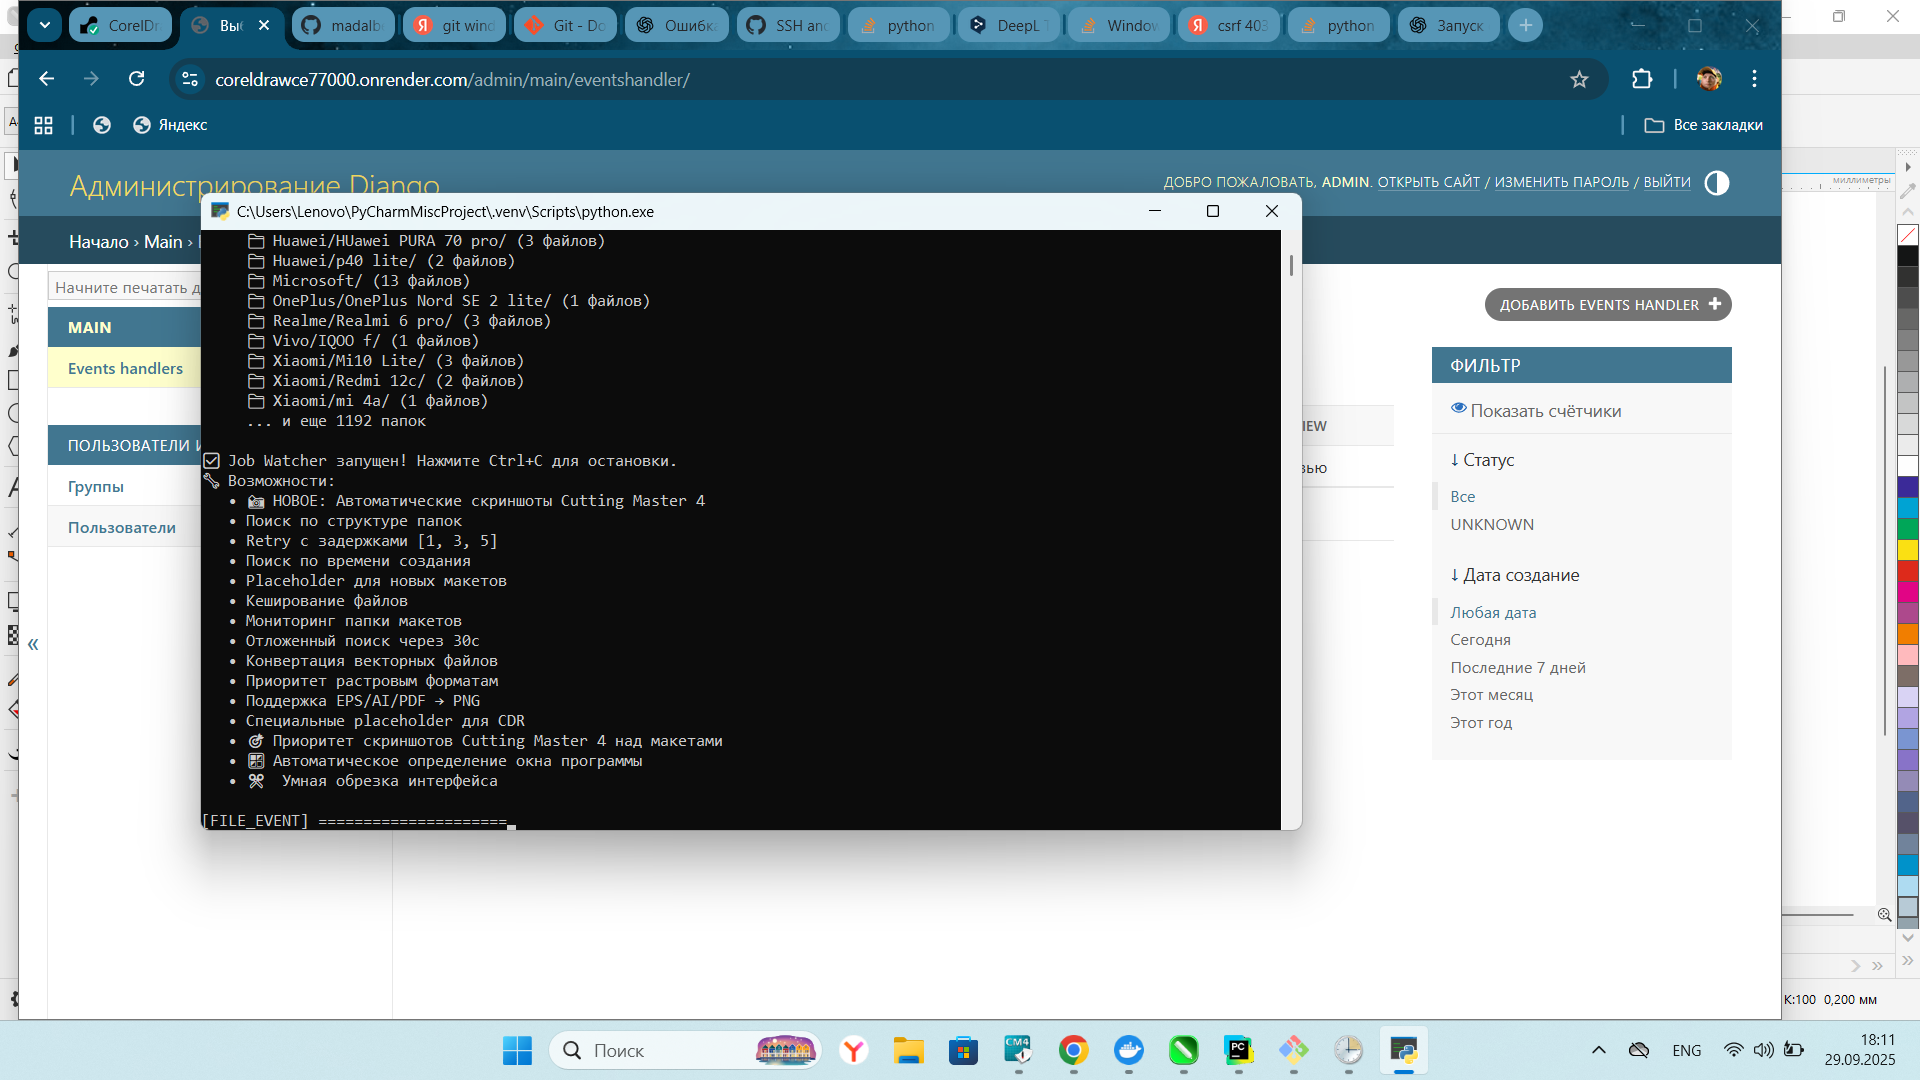 CorelDr
Выб
madalbe
git wind
Git - Do
Ошибка
SSH and
python
DeepL T
Window
csrf 403
python
Запуск
coreldrawce77000.onrender.com/admin/main/eventshandler/
Яндекс
Все закладки
Администрирование Django
ДОБРО ПОЖАЛОВАТЬ, ADMIN. ОТКРЫТЬ САЙТ / ИЗМЕНИТЬ ПАРОЛЬ / ВЫЙТИ
миллиметры
C:\Users\Lenovo\PyCharmMiscProject\.venv\Scripts\python.exe
Начало › Main ›
Huawei/HUawei PURA 70 pro/ (3 файлов)
Huawei/p40 lite/ (2 файлов)
Microsoft/ (13 файлов)
OnePlus/OnePlus Nord SE 2 lite/ (1 файлов)
Realme/Realmi 6 pro/ (3 файлов)
Vivo/IQOO f/ (1 файлов)
Xiaomi/Mi10 Lite/ (3 файлов)
Xiaomi/Redmi 12c/ (2 файлов)
Xiaomi/mi 4a/ (1 файлов)
... и еще 1192 папок
Job Watcher запущен! Нажмите Ctrl+C для остановки.
Возможности:
• НОВОЕ: Автоматические скриншоты Cutting Master 4
• Поиск по структуре папок
• Retry с задержками [1, 3, 5]
• Поиск по времени создания
• Placeholder для новых макетов
• Кеширование файлов
• Мониторинг папки макетов
• Отложенный поиск через 30с
• Конвертация векторных файлов
• Приоритет растровым форматам
• Поддержка EPS/AI/PDF → PNG
• Специальные placeholder для CDR
• Приоритет скриншотов Cutting Master 4 над макетами
• Автоматическое определение окна программы
• Умная обрезка интерфейса
[FILE_EVENT] =====================
Начните печатать д
MAIN
Events handlers
ПОЛЬЗОВАТЕЛИ И
Группы
Пользователи
«
ДОБАВИТЬ EVENTS HANDLER +
IEW
вью
ФИЛЬТР
Показать счётчики
↓ Статус
Все
UNKNOWN
↓ Дата создание
Любая дата
Сегодня
Последние 7 дней
Этот месяц
Этот год
K:100 0,200 мм
Поиск
CM4
PC
ENG
18:11
29.09.2025